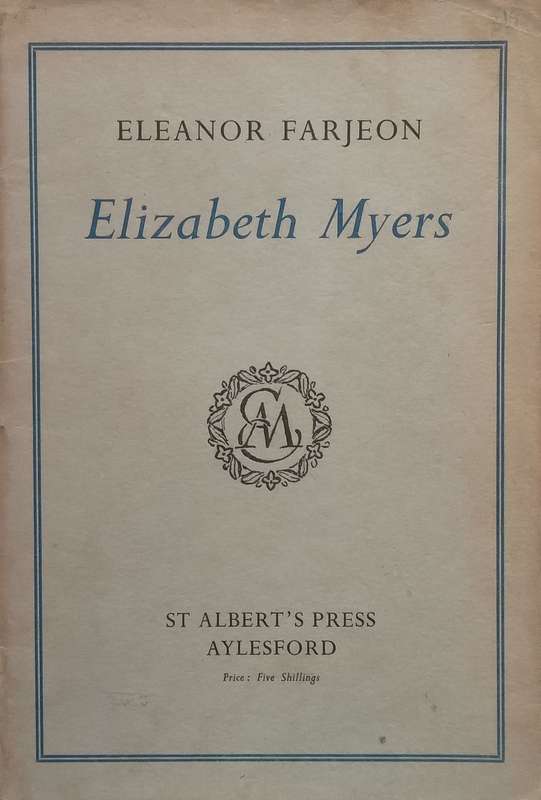 ELEANOR FARJEON
Elizabeth Myers
ST ALBERT'S PRESS
AYLESFORD
Price: Five Shillings